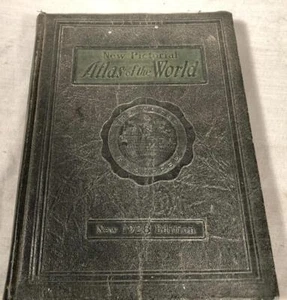 New Pictorial
Atlas of the World
New Edition